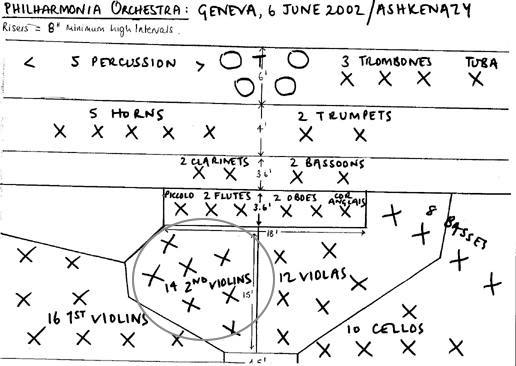 PHILHARMONIA ORCHESTRA: GENEVA, 6 JUNE 2002/ASHKENAZY
Risers = 8" minimum high intervals.
< 5 PERCUSSION > T 3 TROMBONES TUBA
6'
5 HORNS 2 TRUMPETS
4'
2 CLARINETS 2 BASSOONS
3.6'
PICCOLO 2 FLUTES 2 OBOES COR ANGLAIS
3.6'
8 BASSES
18'
14 2ND VIOLINS 12 VIOLAS
15'
16 1ST VIOLINS 10 CELLOS